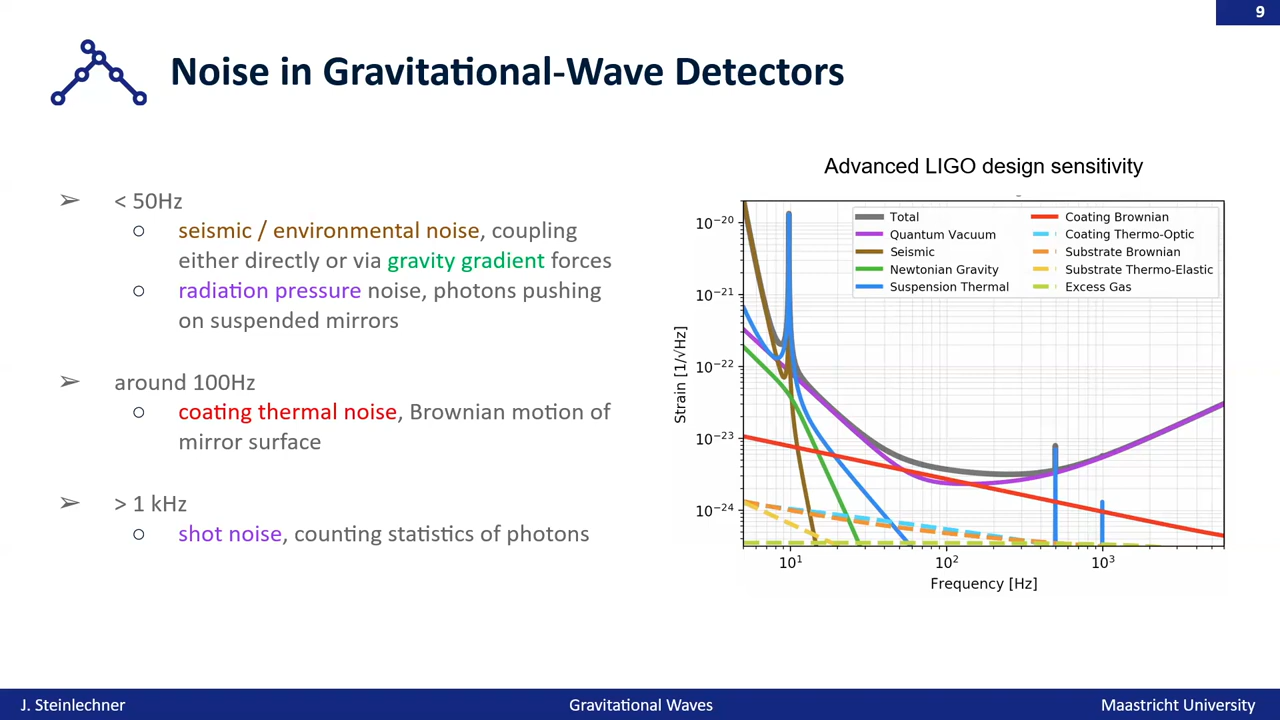 9
Noise in Gravitational-Wave Detectors
➢ < 50Hz
○ seismic / environmental noise, coupling
either directly or via gravity gradient forces
○ radiation pressure noise, photons pushing
on suspended mirrors
➢ around 100Hz
○ coating thermal noise, Brownian motion of
mirror surface
➢ > 1 kHz
○ shot noise, counting statistics of photons
Advanced LIGO design sensitivity
Total
Quantum Vacuum
Seismic
Newtonian Gravity
Suspension Thermal
Coating Brownian
Coating Thermo-Optic
Substrate Brownian
Substrate Thermo-Elastic
Excess Gas
Strain [1/√Hz]
10⁻²⁰
10⁻²¹
10⁻²²
10⁻²³
10⁻²⁴
10¹ 10² 10³
Frequency [Hz]
J. Steinlechner Gravitational Waves Maastricht University